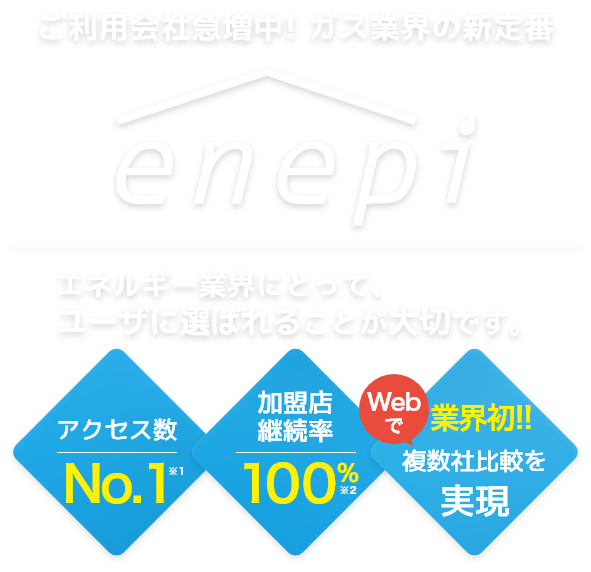 ご利用会社急増中! ガス業界の新定番
enepi
エネルギー業界にとって、
ユーザに選ばれることが大切です。
アクセス数
No.1※1
加盟店
継続率
100%※2
Webで
業界初!!
複数社比較を
実現